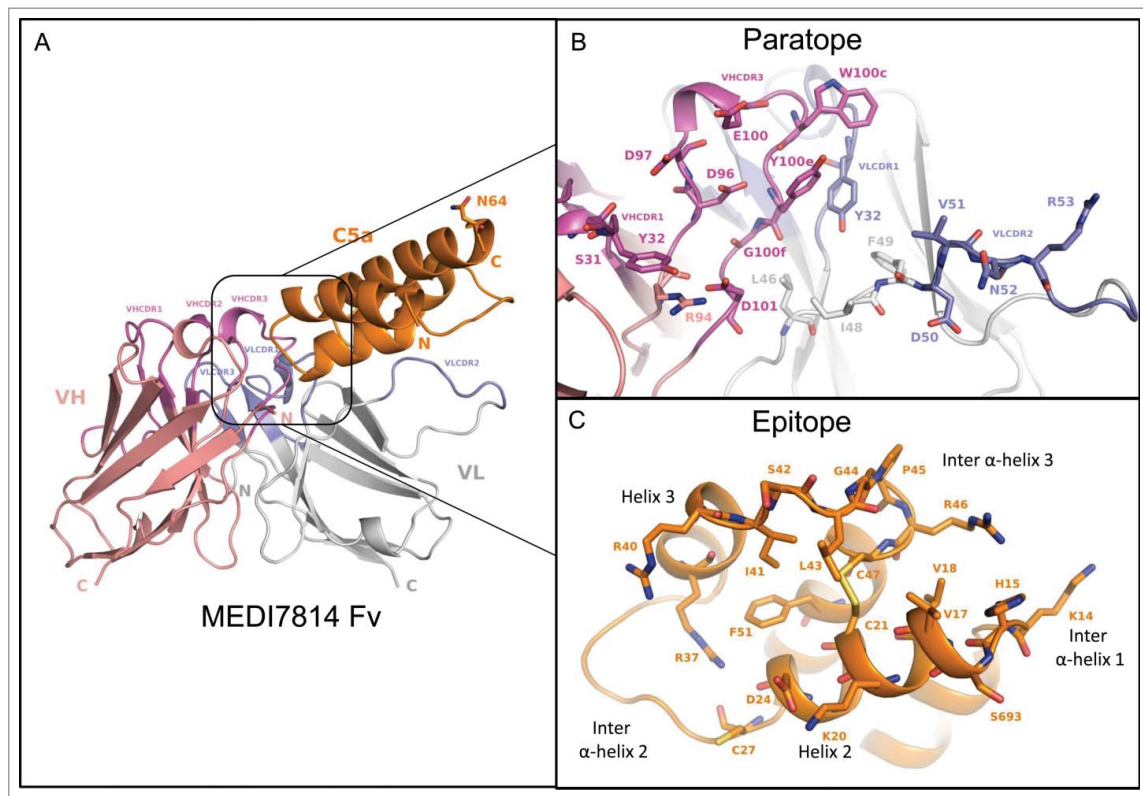 A
N64
C5a
C
VHCDR1
VHCDR2
VHCDR3
VLCDR1
N
VLCDR2
VLCDR3
VH
N
VL
N
C
C
MEDI7814 Fv
B
Paratope
W100c
VHCDR3
E100
D97
Y100e
VLCDR1
D96
V51
R53
VHCDR1
Y32
Y32
F49
VLCDR2
S31
G100f
L46
N52
R94
D101
I48
D50
C
Epitope
S42
G44
P45
Inter α-helix 3
Helix 3
R46
R40
I41
L43
C47
V18
H15
F51
V17
K14
C21
Inter
α-helix 1
R37
D24
S693
Inter
α-helix 2
K20
C27
Helix 2